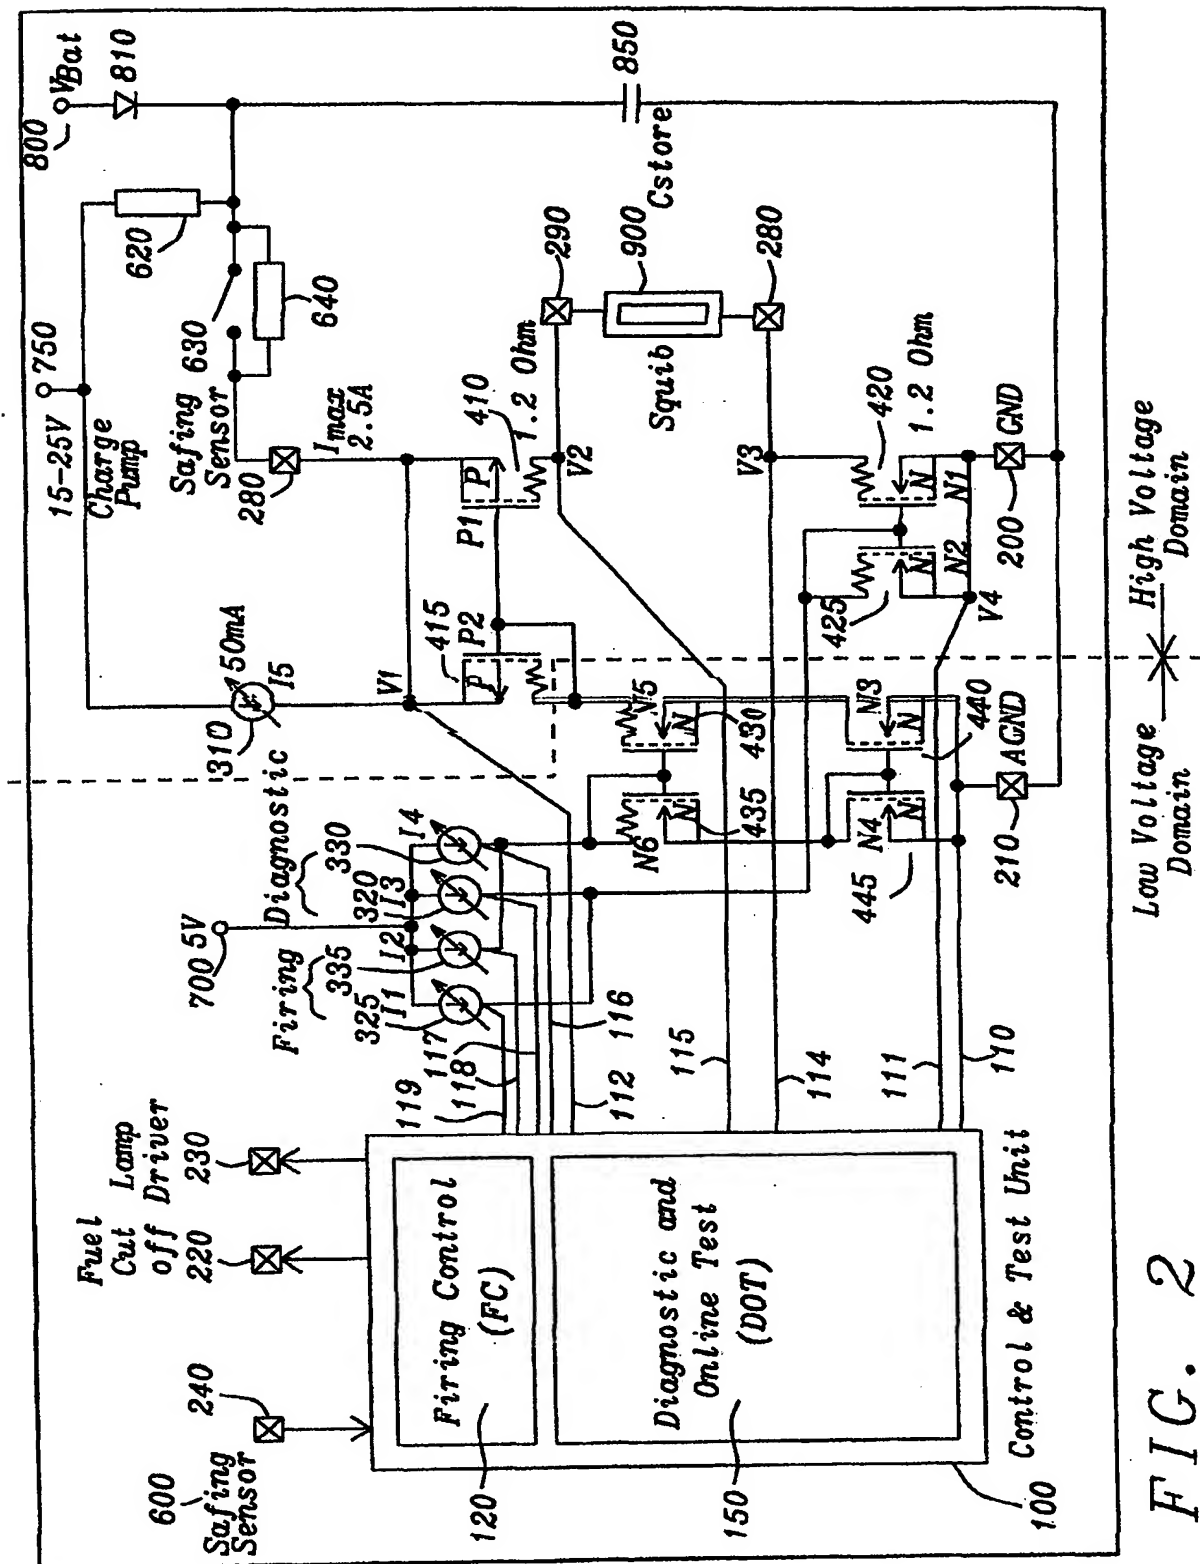 800
VBat
810
15-25V
750
Charge
Pump
620
Safing
Sensor
630
640
280
Imax
2.5A
850
Cstore
310
50mA
I5
V1
415
P2
P
P1
P
410
1.2 Ohm
290
V2
900
Squib
280
V3
700 5V
Firing
Diagnostic
325
335
320
330
I1
I2
I3
I4
N5
N
430
N6
N
435
N3
N
440
N4
N
445
425
N
N2
420
N
N1
1.2 Ohm
V4
200
GND
210
AGND
Low Voltage
Domain
High Voltage
Domain
119
118
117
112
116
115
114
111
110
600
Safing
Sensor
240
Fuel
Cut
off
220
Lamp
Driver
230
Firing Control
(FC)
120
Diagnostic and
Online Test
(DOT)
150
Control & Test Unit
100
FIG. 2